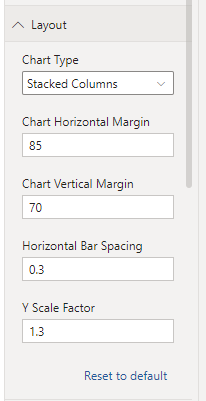 Layout
Chart Type
Stacked Columns
Chart Horizontal Margin
85
Chart Vertical Margin
70
Horizontal Bar Spacing
0.3
Y Scale Factor
1.3
Reset to default